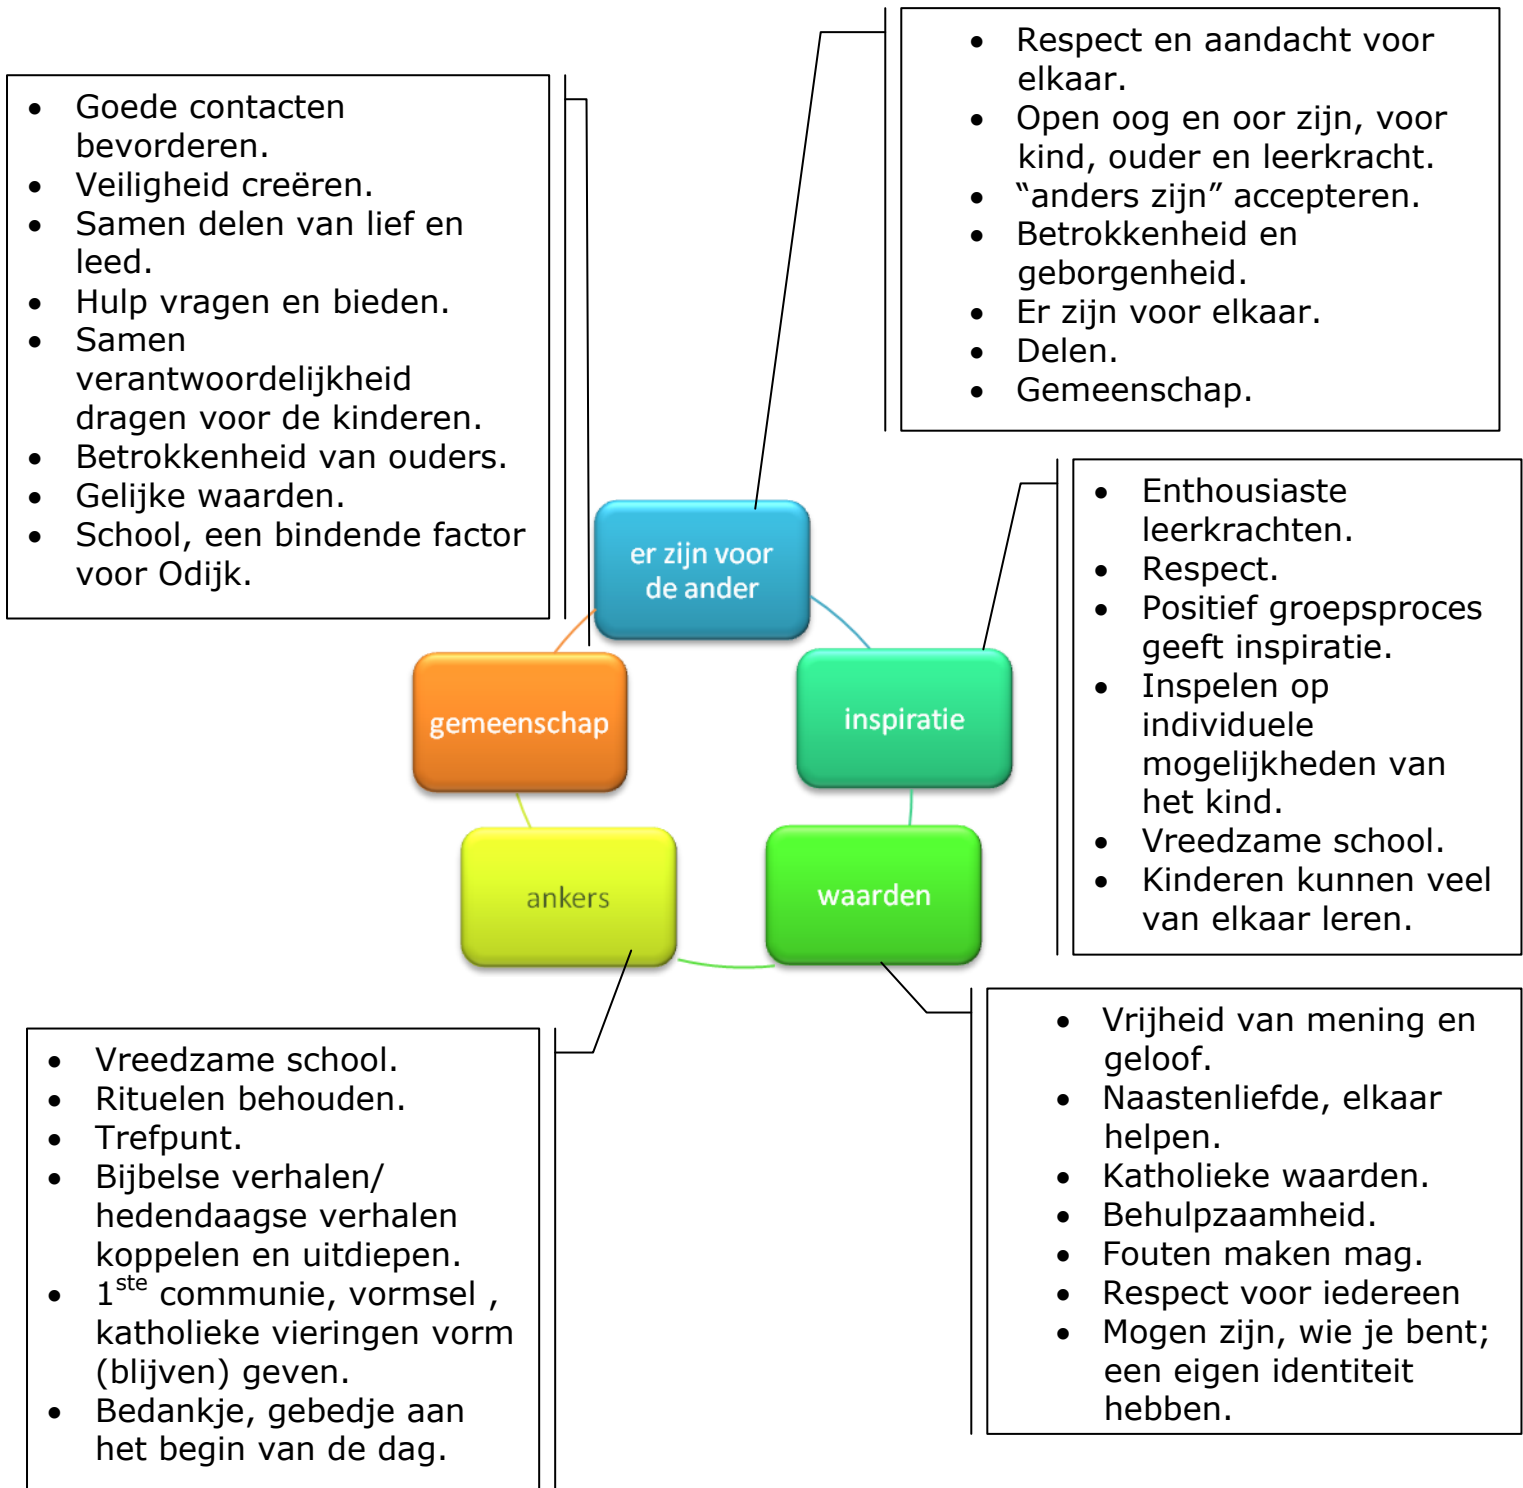 • Goede contacten
bevorderen.
• Veiligheid creëren.
• Samen delen van lief en
leed.
• Hulp vragen en bieden.
• Samen
verantwoordelijkheid
dragen voor de kinderen.
• Betrokkenheid van ouders.
• Gelijke waarden.
• School, een bindende factor
voor Odijk.
• Respect en aandacht voor
elkaar.
• Open oog en oor zijn, voor
kind, ouder en leerkracht.
• “anders zijn” accepteren.
• Betrokkenheid en
geborgenheid.
• Er zijn voor elkaar.
• Delen.
• Gemeenschap.
er zijn voor
de ander
gemeenschap
inspiratie
ankers
waarden
• Enthousiaste
leerkrachten.
• Respect.
• Positief groepsproces
geeft inspiratie.
• Inspelen op
individuele
mogelijkheden van
het kind.
• Vreedzame school.
• Kinderen kunnen veel
van elkaar leren.
• Vreedzame school.
• Rituelen behouden.
• Trefpunt.
• Bijbelse verhalen/
hedendaagse verhalen
koppelen en uitdiepen.
• 1ste communie, vormsel ,
katholieke vieringen vorm
(blijven) geven.
• Bedankje, gebedje aan
het begin van de dag.
• Vrijheid van mening en
geloof.
• Naastenliefde, elkaar
helpen.
• Katholieke waarden.
• Behulpzaamheid.
• Fouten maken mag.
• Respect voor iedereen
• Mogen zijn, wie je bent;
een eigen identiteit
hebben.